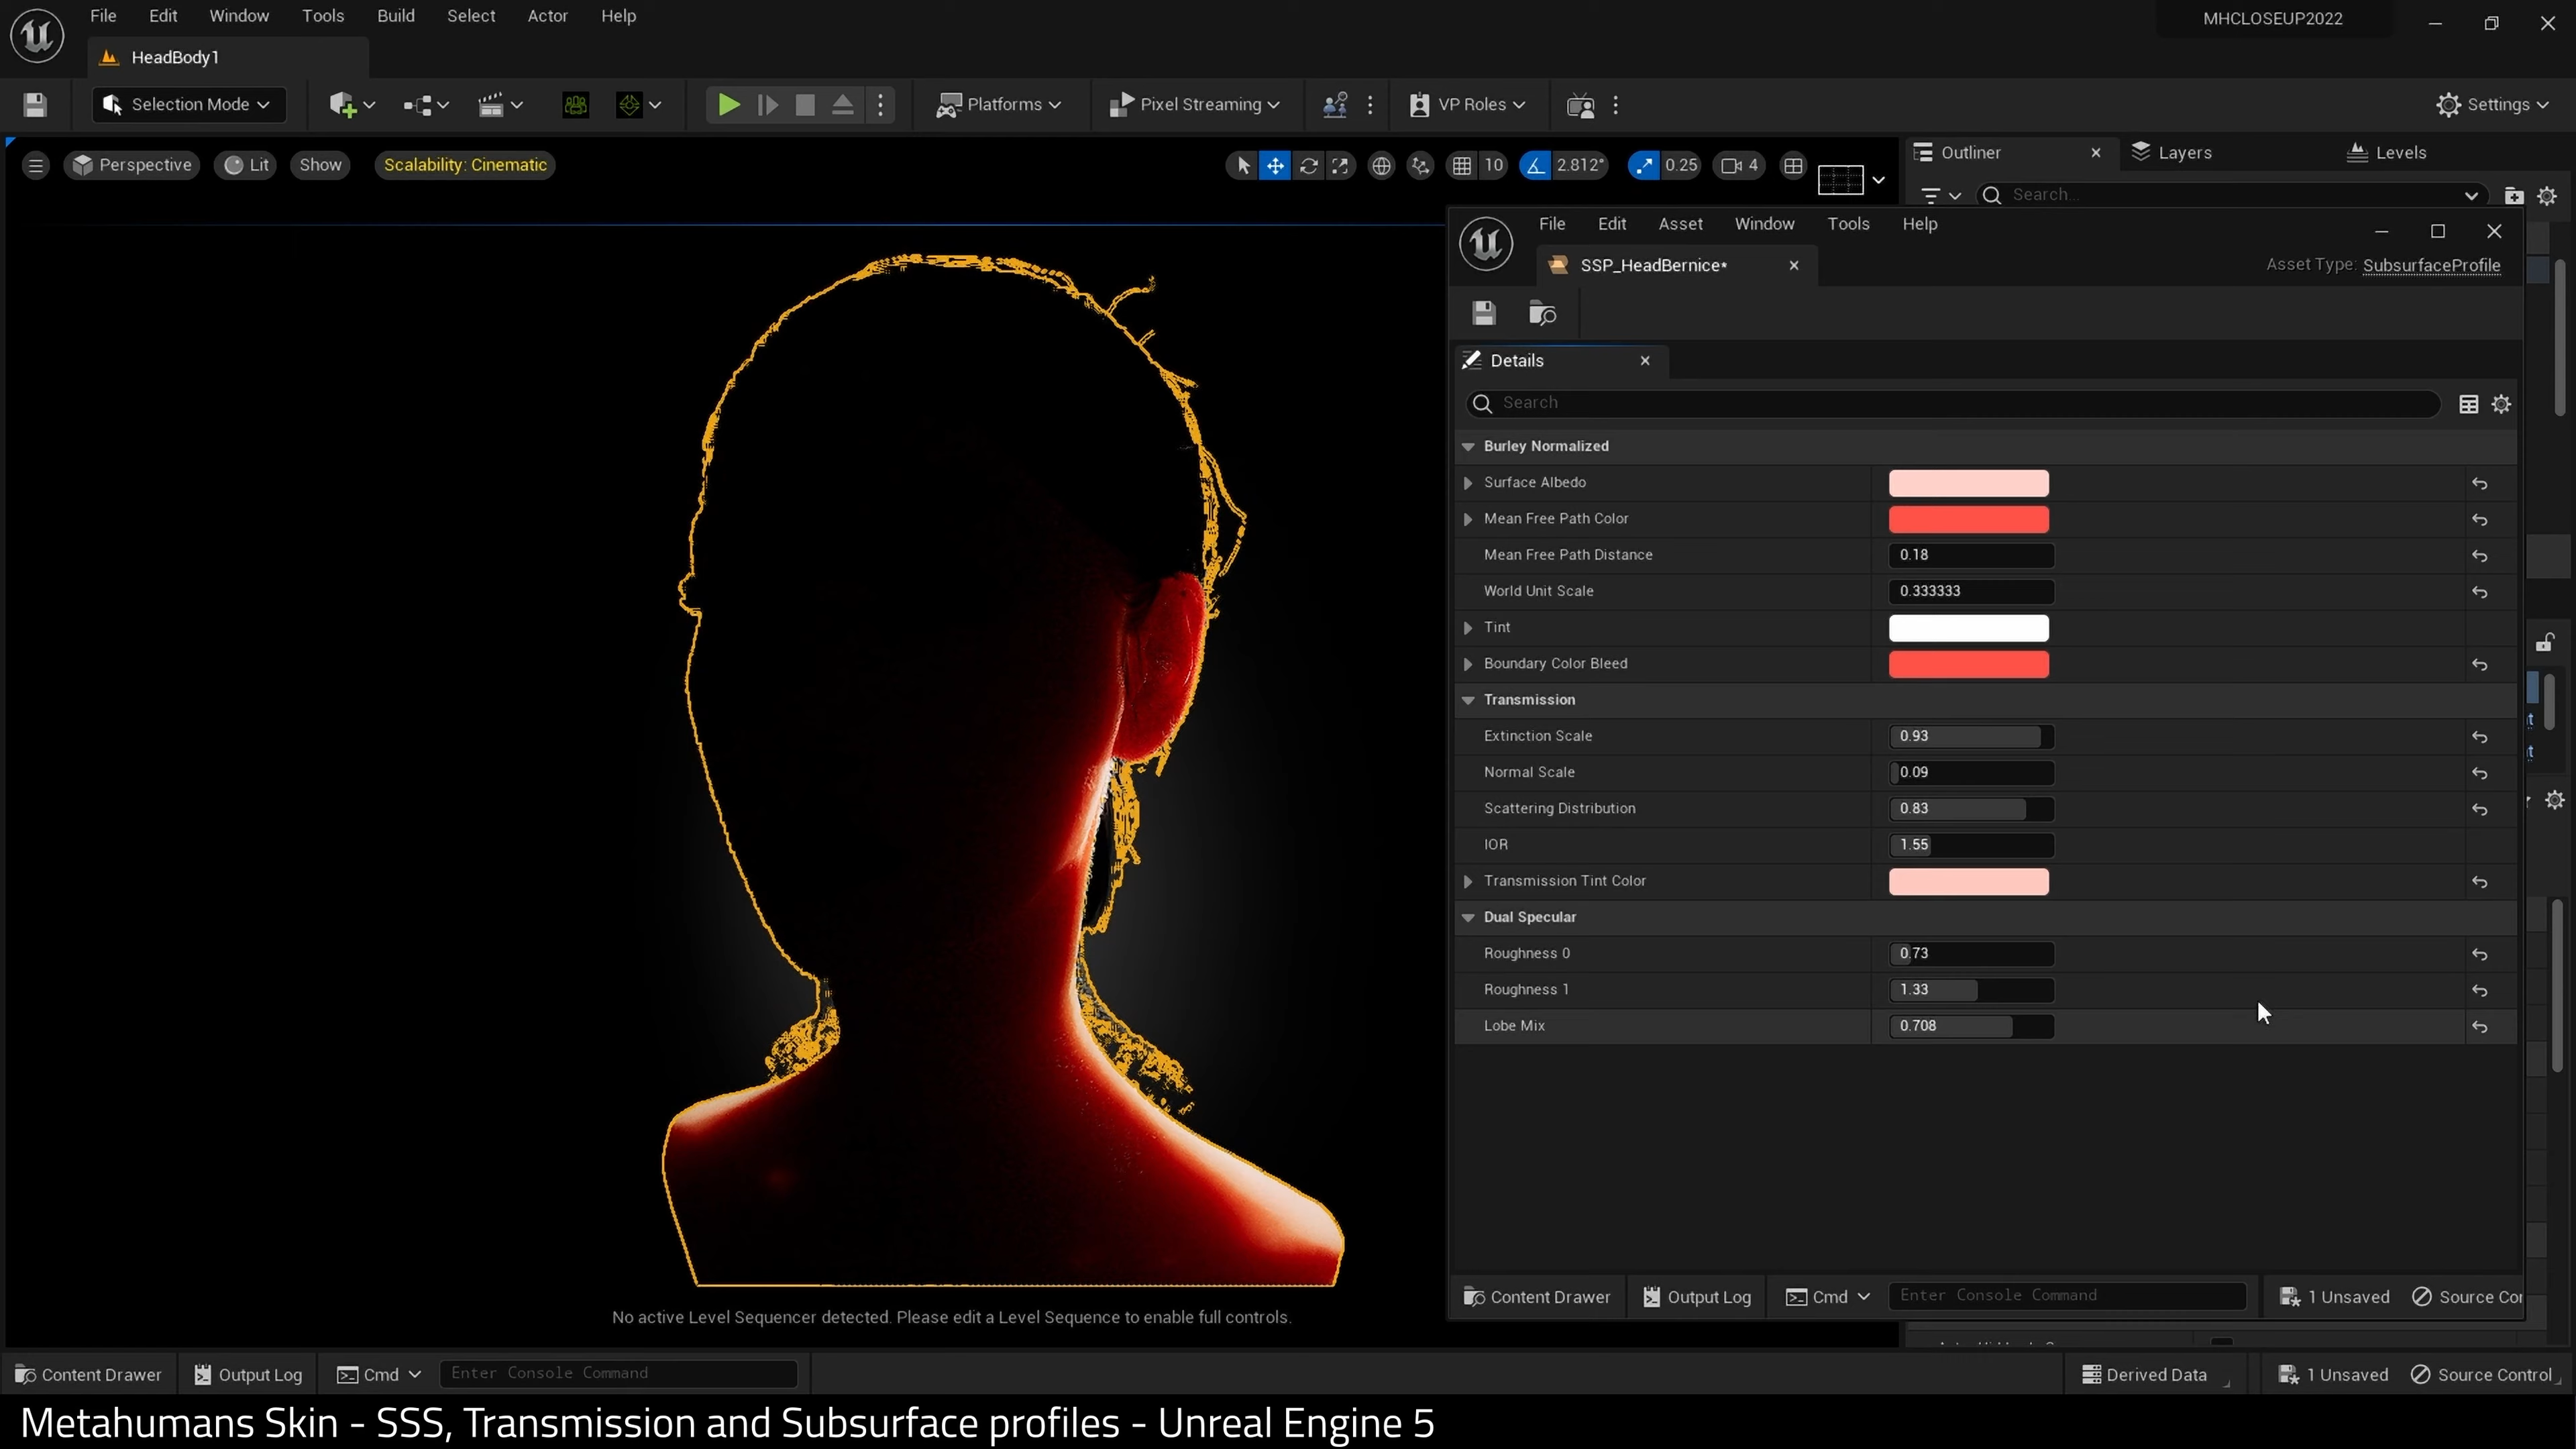 File Edit Window Tools Build Select Actor Help
MHCLOSEUP2022
HeadBody1
Selection Mode
Platforms
Pixel Streaming
VP Roles
Settings
Perspective
Lit
Show
Scalability: Cinematic
10
2.812°
0.25
4
Outliner
Layers
Levels
Search...
File Edit Asset Window Tools Help
SSP_HeadBernice*
Asset Type: SubsurfaceProfile
Details
Search
Burley Normalized
Surface Albedo
Mean Free Path Color
Mean Free Path Distance 0.18
World Unit Scale 0.333333
Tint
Boundary Color Bleed
Transmission
Extinction Scale 0.93
Normal Scale 0.09
Scattering Distribution 0.83
IOR 1.55
Transmission Tint Color
Dual Specular
Roughness 0 0.73
Roughness 1 1.33
Lobe Mix 0.708
Content Drawer
Output Log
Cmd
Enter Console Command
1 Unsaved
Source Cor
No active Level Sequencer detected. Please edit a Level Sequence to enable full controls.
Content Drawer
Output Log
Cmd
Enter Console Command
Derived Data
1 Unsaved
Source Control
Metahumans Skin - SSS, Transmission and Subsurface profiles - Unreal Engine 5